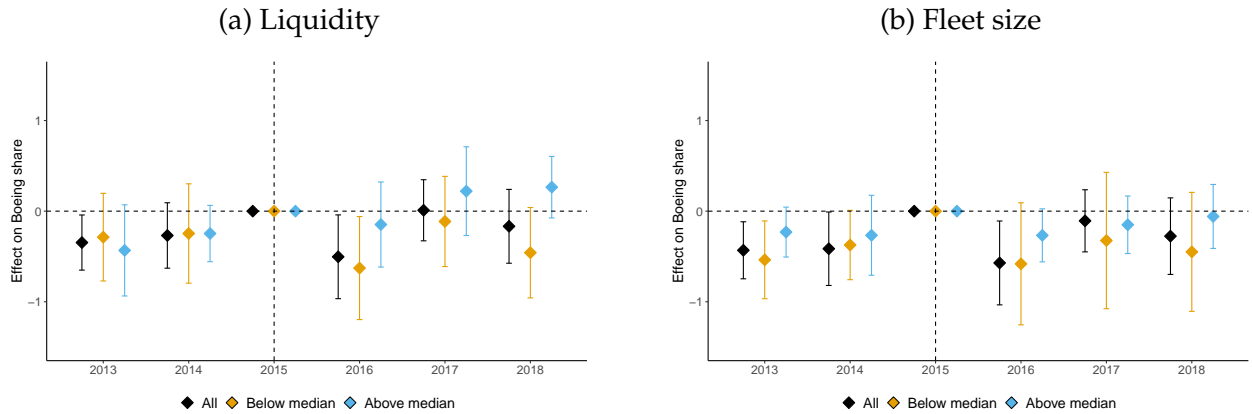 (a) Liquidity
Effect on Boeing share
1
0
−1
2013 2014 2015 2016 2017 2018
All Below median Above median
(b) Fleet size
Effect on Boeing share
1
0
−1
2013 2014 2015 2016 2017 2018
All Below median Above median